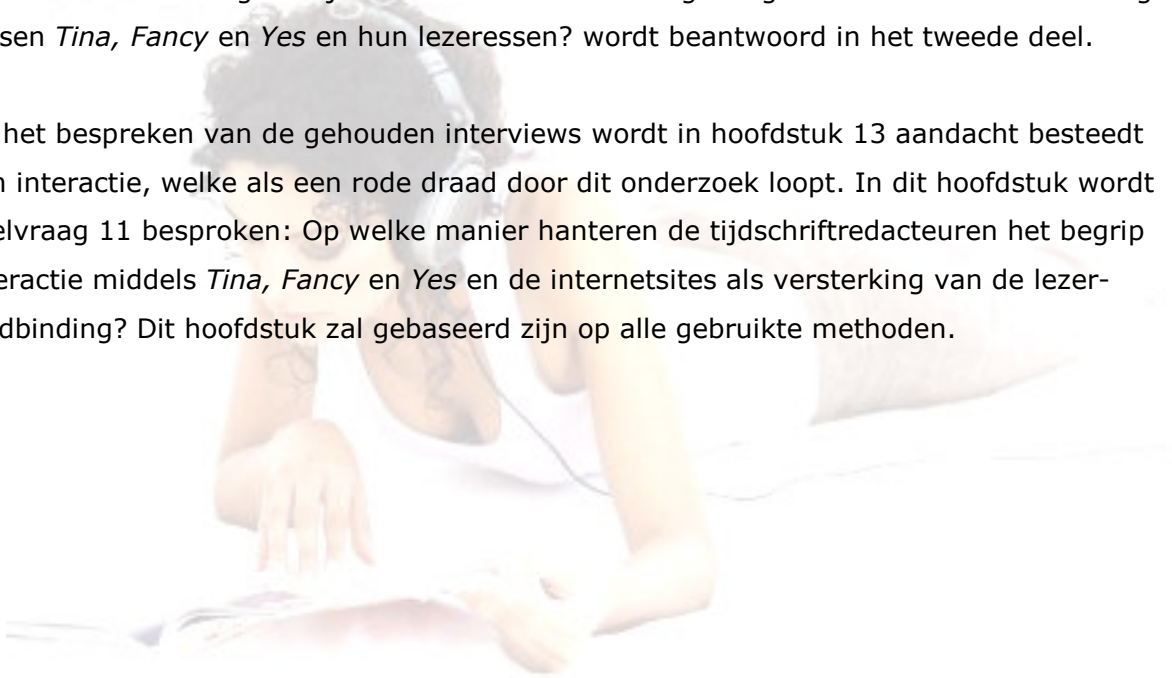 sen Tina, Fancy en Yes en hun lezeressen? wordt beantwoord in het tweede deel.
het bespreken van de gehouden interviews wordt in hoofdstuk 13 aandacht besteedt
n interactie, welke als een rode draad door dit onderzoek loopt. In dit hoofdstuk wordt
elvraag 11 besproken: Op welke manier hanteren de tijdschriftredacteuren het begrip
eractie middels Tina, Fancy en Yes en de internetsites als versterking van de lezer-
dbinding? Dit hoofdstuk zal gebaseerd zijn op alle gebruikte methoden.